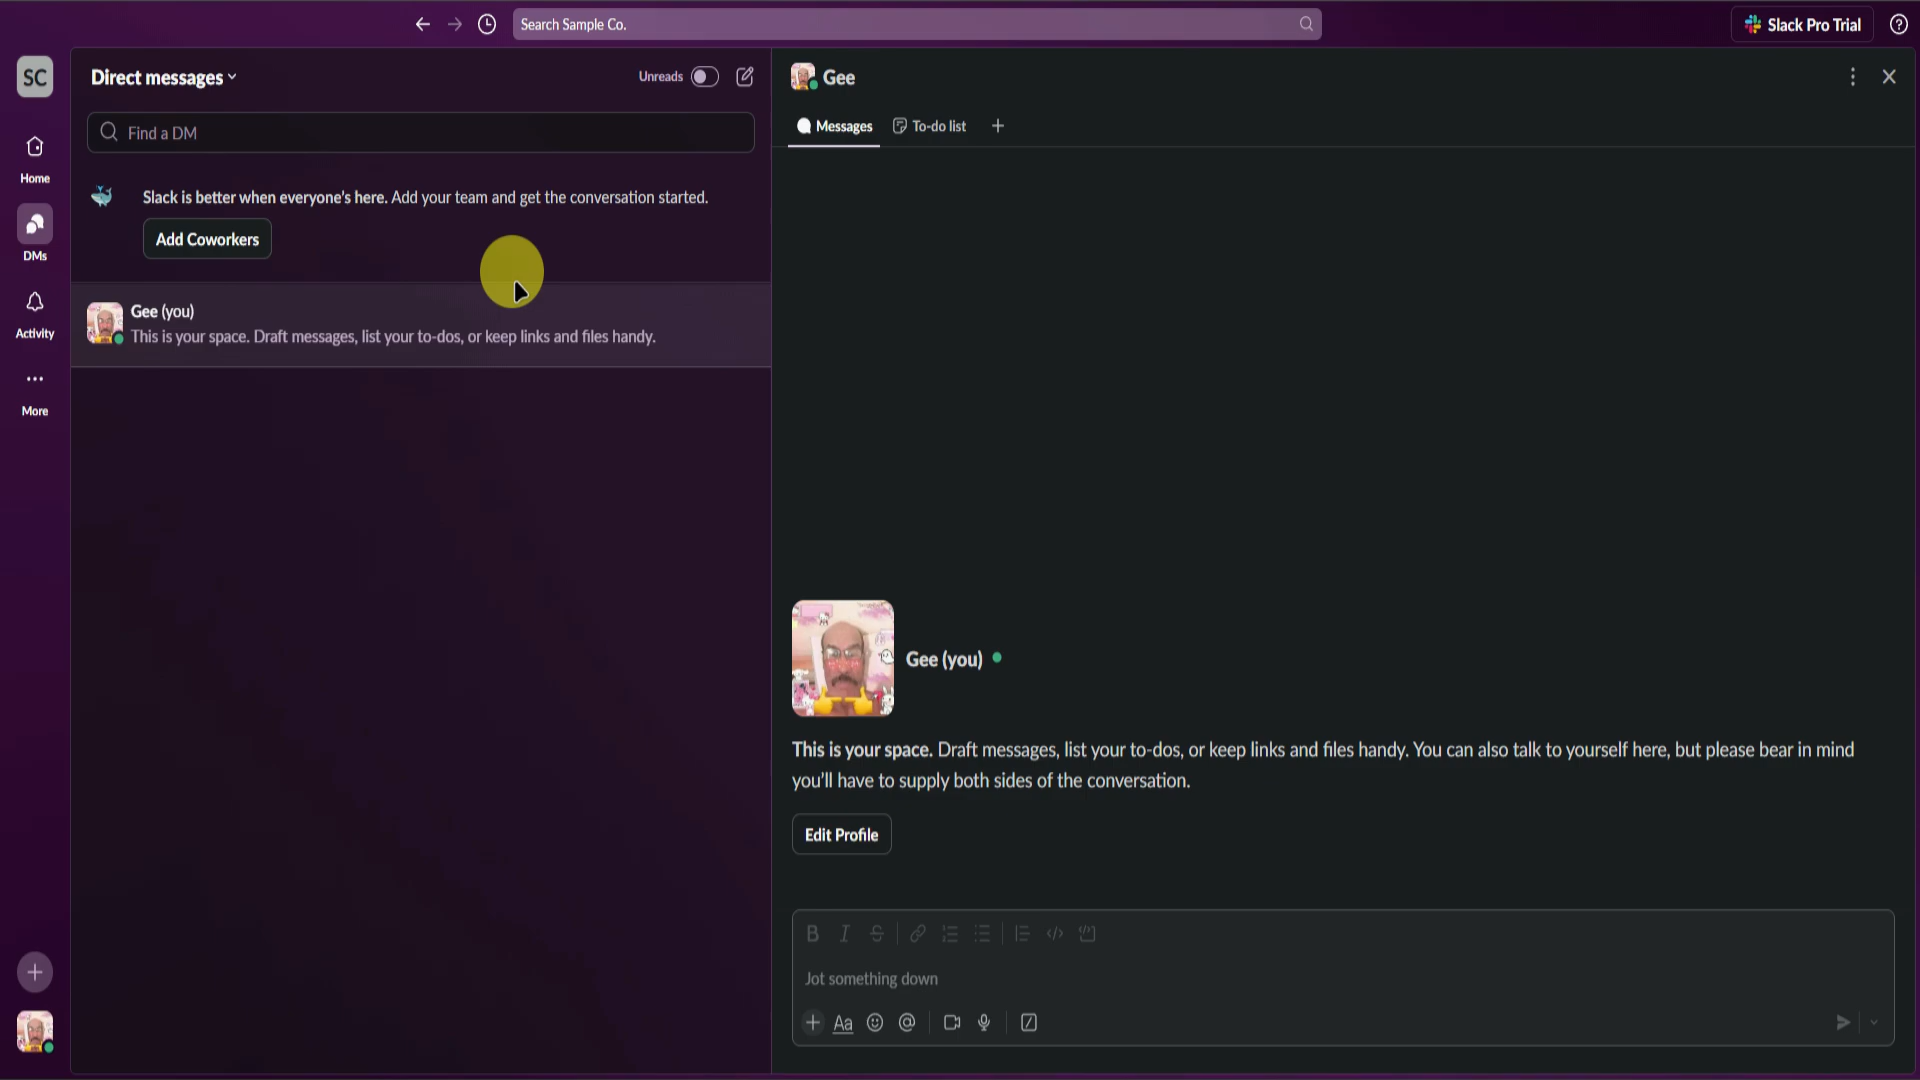 Search Sample Co.
Slack Pro Trial
SC
Home
DMs
Activity
More
Direct messages
Unreads
Find a DM
Slack is better when everyone's here. Add your team and get the conversation started.
Add Coworkers
Gee (you)
This is your space. Draft messages, list your to-dos, or keep links and files handy.
Gee
Messages
To-do list
Gee (you)
This is your space. Draft messages, list your to-dos, or keep links and files handy. You can also talk to yourself here, but please bear in mind
you'll have to supply both sides of the conversation.
Edit Profile
Jot something down
Aa